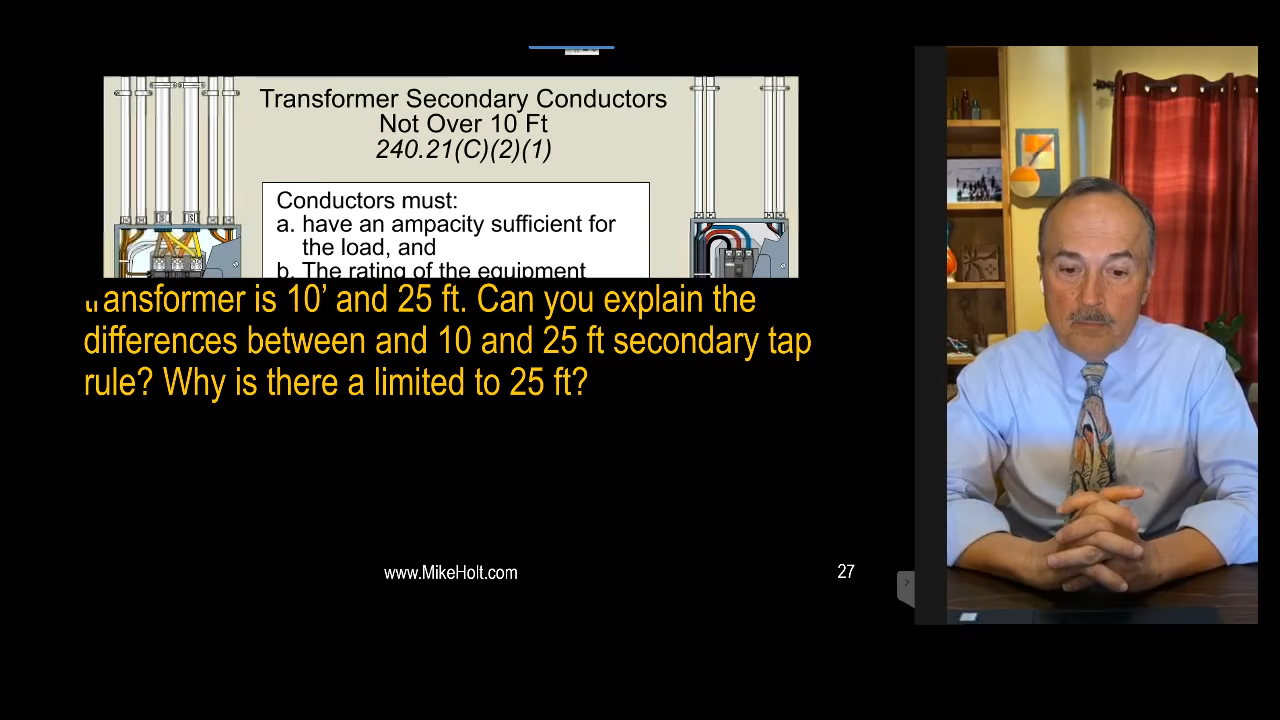 Transformer Secondary Conductors
Not Over 10 Ft
240.21(C)(2)(1)
Conductors must:
a. have an ampacity sufficient for
the load, and
b. The rating of the equipment
transformer is 10’ and 25 ft. Can you explain the
differences between and 10 and 25 ft secondary tap
rule? Why is there a limited to 25 ft?
www.MikeHolt.com
27